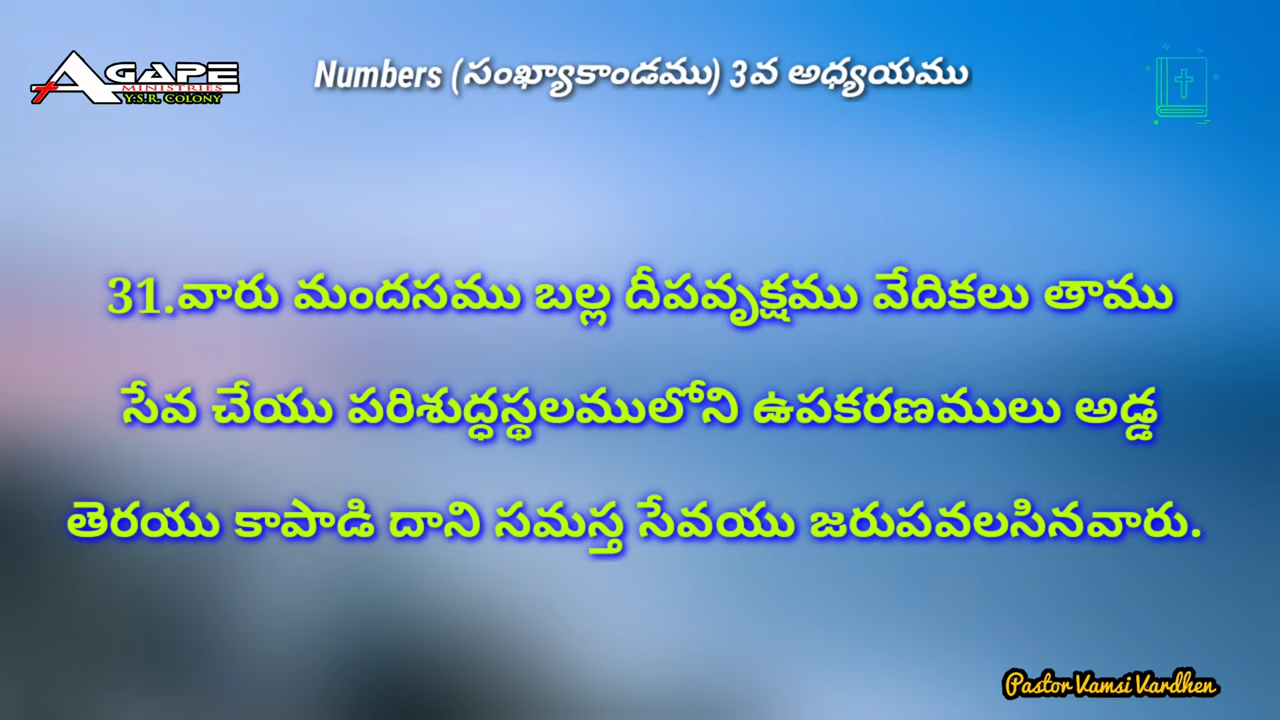 AGAPE
MINISTRIES
Y.S.R. COLONY
Numbers (సంఖ్యాకాండము) 3వ అధ్యయము
31.వారు మందసము బల్ల దీపవృక్షము వేదికలు తాము
సేవ చేయు పరిశుద్ధస్థలములోని ఉపకరణములు అడ్డ
తెరయు కాపాడి దాని సమస్త సేవయు జరుపవలసినవారు.
Pastor Vamsi Vardhen